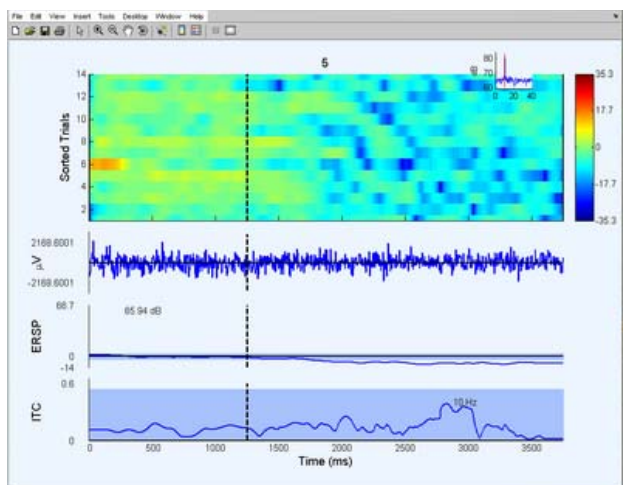 File Edit View Insert Tools Desktop Window Help
5
dB
80
70
60
0 20 40
Sorted Trials
14
12
10
8
6
4
2
35.3
17.7
0
-17.7
-35.3
µV
2168.6001
-2168.6001
ERSP
66.7
0
-14
65.94 dB
ITC
0.6
0
10 Hz
0 500 1000 1500 2000 2500 3000 3500
Time (ms)